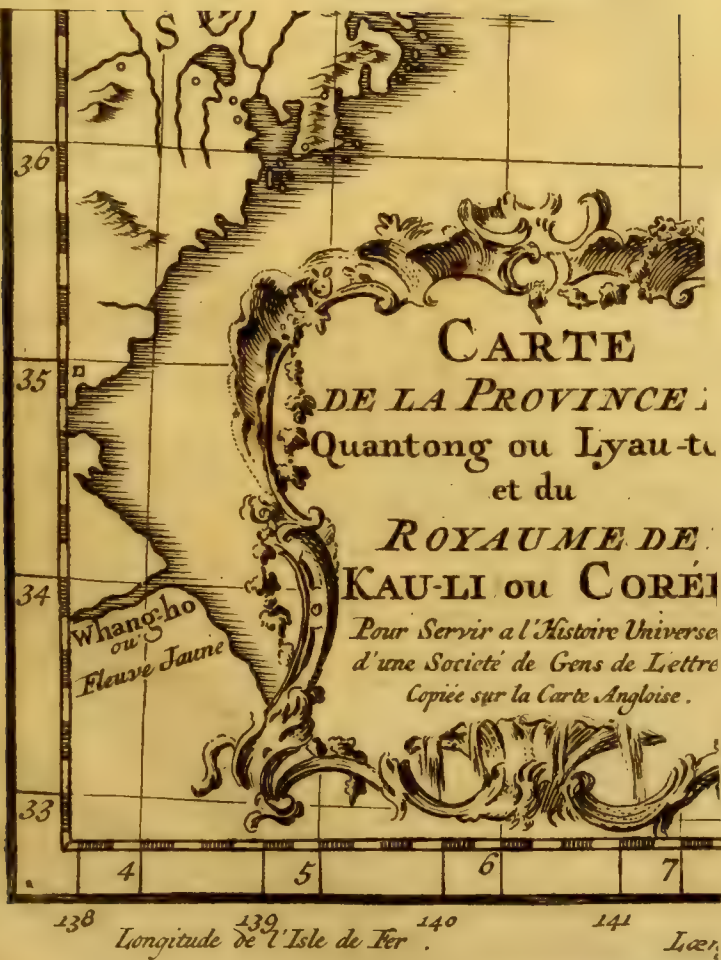 S
36
35
34
33
CARTE
DE LA PROVINCE
Quantong ou Lyau-t
et du
ROYAUME DE
KAU-LI ou CORÉ
Pour Servir a l'Histoire Universe
d'une Societé de Gens de Lettre
Copiée sur la Carte Angloise.
Whang-ho
ou
Fleuve Jaune
4 5 6 7
138 139 140 141
Longitude de l'Isle de Fer.